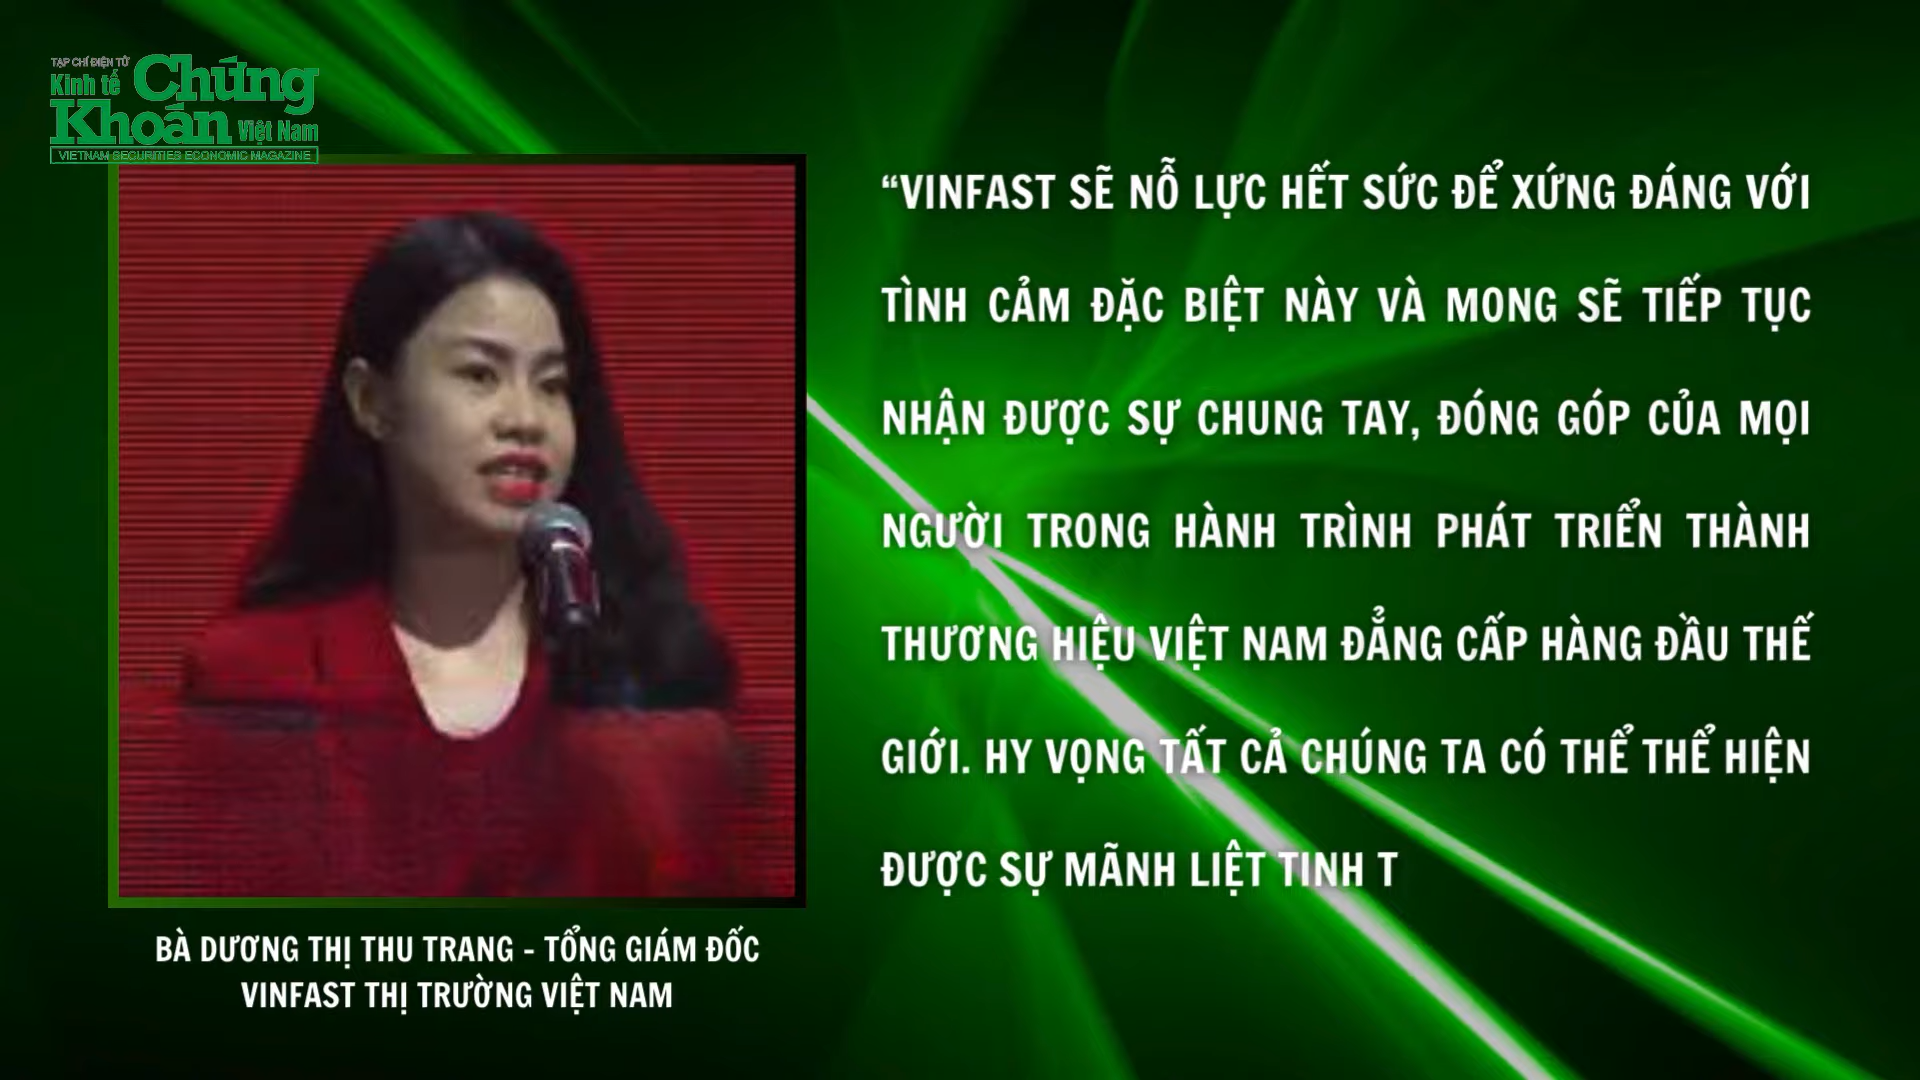 TẠP CHÍ ĐIỆN TỬ
Kinh tế Chứng
Khoán Việt Nam
VIETNAM SECURITIES ECONOMIC MAGAZINE
“VINFAST SẼ NỖ LỰC HẾT SỨC ĐỂ XỨNG ĐÁNG VỚI
TÌNH CẢM ĐẶC BIỆT NÀY VÀ MONG SẼ TIẾP TỤC
NHẬN ĐƯỢC SỰ CHUNG TAY, ĐÓNG GÓP CỦA MỌI
NGƯỜI TRONG HÀNH TRÌNH PHÁT TRIỂN THÀNH
THƯƠNG HIỆU VIỆT NAM ĐẲNG CẤP HÀNG ĐẦU THẾ
GIỚI. HY VỌNG TẤT CẢ CHÚNG TA CÓ THỂ THỂ HIỆN
ĐƯỢC SỰ MÃNH LIỆT TINH T
BÀ DƯƠNG THỊ THU TRANG - TỔNG GIÁM ĐỐC
VINFAST THỊ TRƯỜNG VIỆT NAM